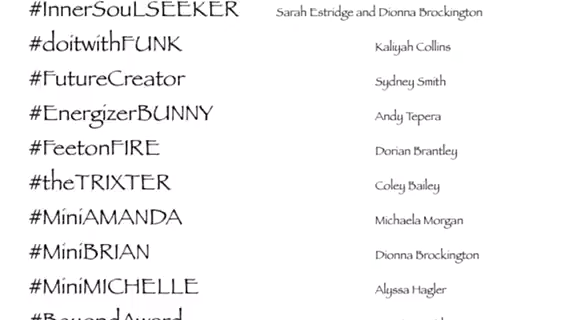 #InnerSouLSEEKER Sarah Estridge and Dionna Brockington
#doitwithFUNK Kaliyah Collins
#FutureCreator Sydney Smith
#EnergizerBUNNY Andy Tepera
#FeetonFIRE Dorian Brantley
#theTRIXTER Coley Bailey
#MiniAMANDA Michaela Morgan
#MiniBRIAN Dionna Brockington
#MiniMICHELLE Alyssa Hagler
#BeyondAward